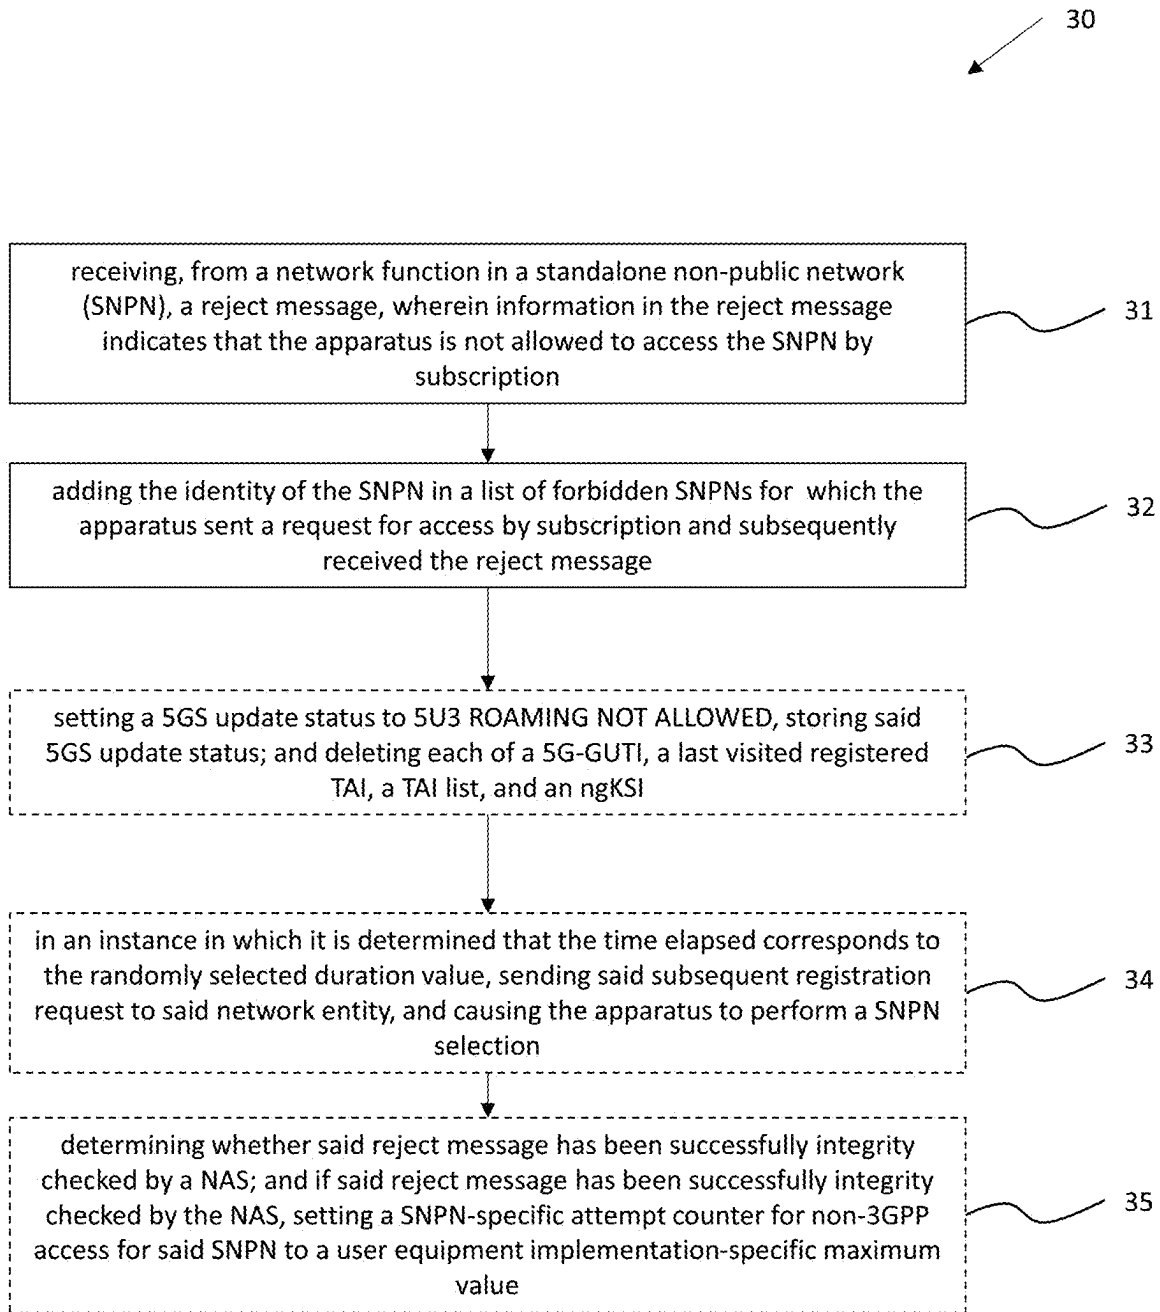 30
receiving, from a network function in a standalone non-public network
(SNPN), a reject message, wherein information in the reject message
indicates that the apparatus is not allowed to access the SNPN by
subscription
31
adding the identity of the SNPN in a list of forbidden SNPNs for which the
apparatus sent a request for access by subscription and subsequently
received the reject message
32
setting a 5GS update status to 5U3 ROAMING NOT ALLOWED, storing said
5GS update status; and deleting each of a 5G-GUTI, a last visited registered
TAI, a TAI list, and an ngKSI
33
in an instance in which it is determined that the time elapsed corresponds to
the randomly selected duration value, sending said subsequent registration
request to said network entity, and causing the apparatus to perform a SNPN
selection
34
determining whether said reject message has been successfully integrity
checked by a NAS; and if said reject message has been successfully integrity
checked by the NAS, setting a SNPN-specific attempt counter for non-3GPP
access for said SNPN to a user equipment implementation-specific maximum
value
35